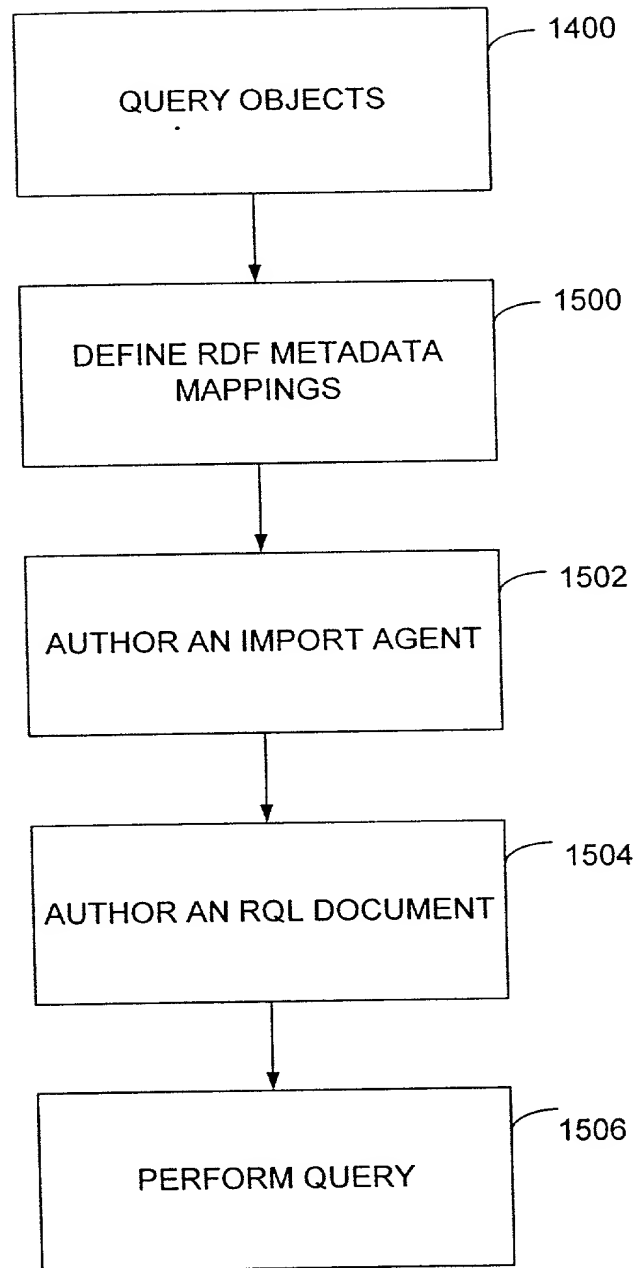 1400
QUERY OBJECTS
1500
DEFINE RDF METADATA
MAPPINGS
1502
AUTHOR AN IMPORT AGENT
1504
AUTHOR AN RQL DOCUMENT
1506
PERFORM QUERY